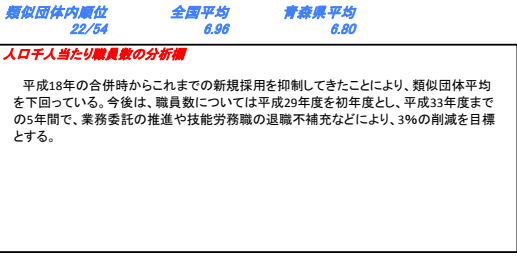 類似団体内順位 全国平均 青森県平均
22/54 6.96 6.80
人口千人当たり職員数の分析欄
平成18年の合併時からこれまでの新規採用を抑制してきたことにより、類似団体平均
を下回っている。今後は、職員数については平成29年度を初年度とし、平成33年度まで
の5年間で、業務委託の推進や技能労務職の退職不補充などにより、3%の削減を目標
とする。